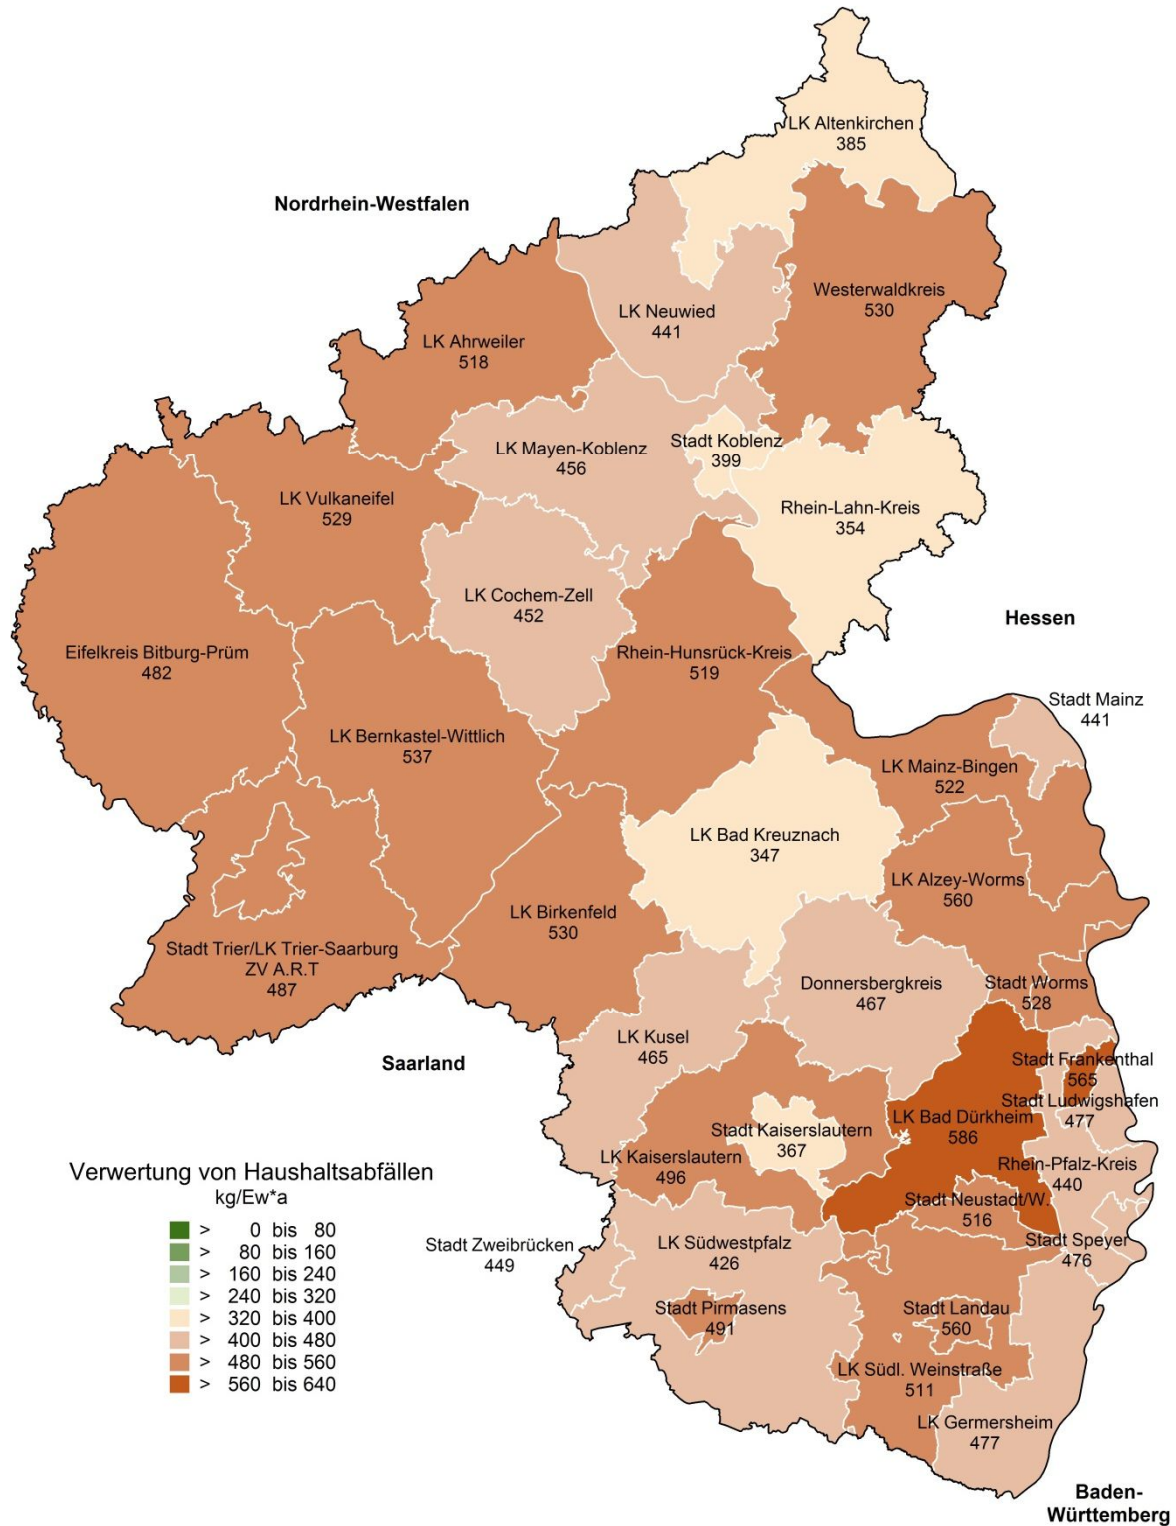 LK Altenkirchen
385
Nordrhein-Westfalen
Westerwaldkreis
530
LK Neuwied
441
LK Ahrweiler
518
Stadt Koblenz
399
LK Mayen-Koblenz
456
LK Vulkaneifel
529
Rhein-Lahn-Kreis
354
LK Cochem-Zell
452
Hessen
Eifelkreis Bitburg-Prüm
482
Rhein-Hunsrück-Kreis
519
Stadt Mainz
441
LK Bernkastel-Wittlich
537
LK Mainz-Bingen
522
LK Bad Kreuznach
347
LK Alzey-Worms
560
LK Birkenfeld
530
Stadt Trier/LK Trier-Saarburg
ZV A.R.T
487
Donnersbergkreis
467
Stadt Worms
528
LK Kusel
465
Saarland
Stadt Frankenthal
565
Stadt Ludwigshafen
477
LK Bad Dürkheim
586
Stadt Kaiserslautern
367
LK Kaiserslautern
496
Rhein-Pfalz-Kreis
440
Stadt Neustadt/W.
516
Stadt Speyer
476
Stadt Zweibrücken
449
LK Südwestpfalz
426
Stadt Pirmasens
491
Stadt Landau
560
LK Südl. Weinstraße
511
LK Germersheim
477
Baden-
Württemberg
Verwertung von Haushaltsabfällen
kg/Ew*a
> 0 bis 80
> 80 bis 160
> 160 bis 240
> 240 bis 320
> 320 bis 400
> 400 bis 480
> 480 bis 560
> 560 bis 640